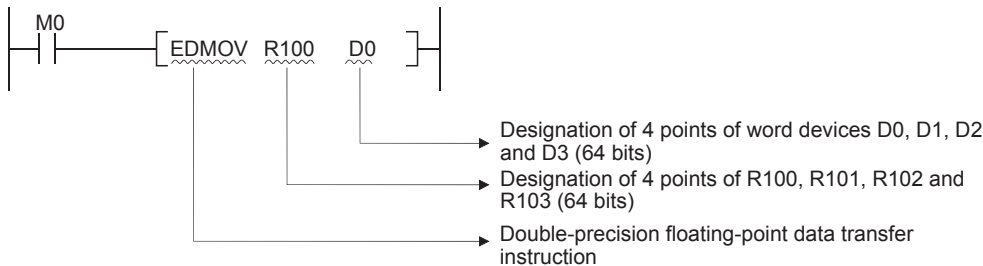 M0
EDMOV R100 D0
Designation of 4 points of word devices D0, D1, D2
and D3 (64 bits)
Designation of 4 points of R100, R101, R102 and
R103 (64 bits)
Double-precision floating-point data transfer
instruction